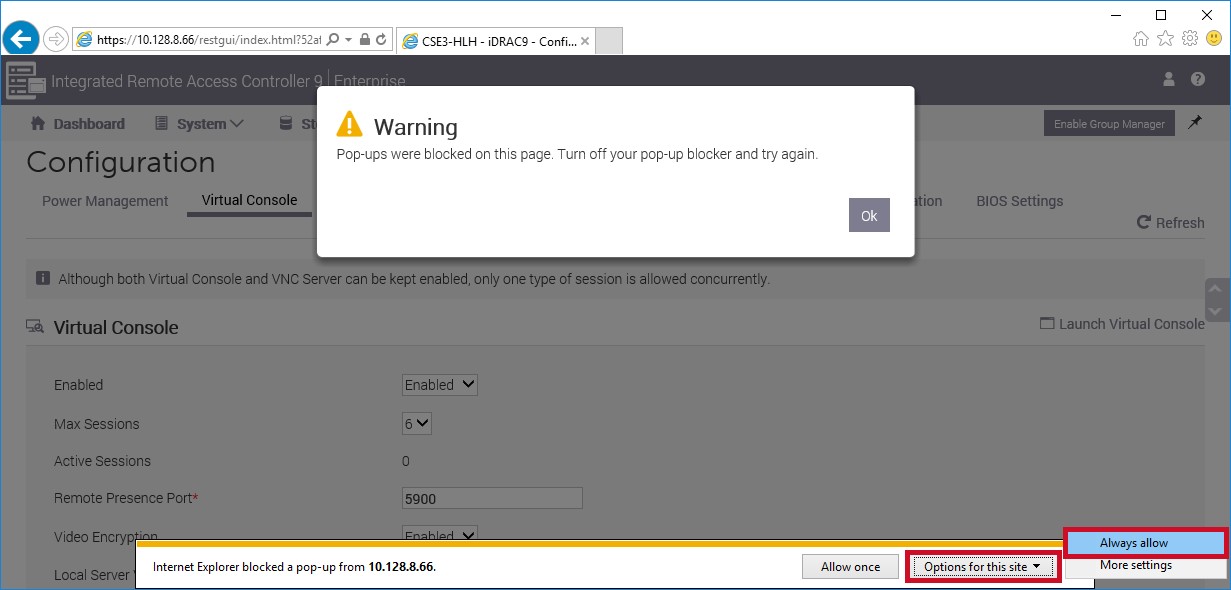 https://10.128.8.66/restgui/index.html?52af
CSE3-HLH - iDRAC9 - Confi...
Integrated Remote Access Controller 9 | Enterprise
Dashboard
System
Enable Group Manager
Warning
Pop-ups were blocked on this page. Turn off your pop-up blocker and try again.
Ok
Configuration
Power Management
Virtual Console
BIOS Settings
Refresh
Although both Virtual Console and VNC Server can be kept enabled, only one type of session is allowed concurrently.
Virtual Console
Launch Virtual Console
Enabled
Enabled
Max Sessions
6
Active Sessions
0
Remote Presence Port*
5900
Video Encryption
Enabled
Local Server
Internet Explorer blocked a pop-up from 10.128.8.66.
Allow once
Options for this site
Always allow
More settings